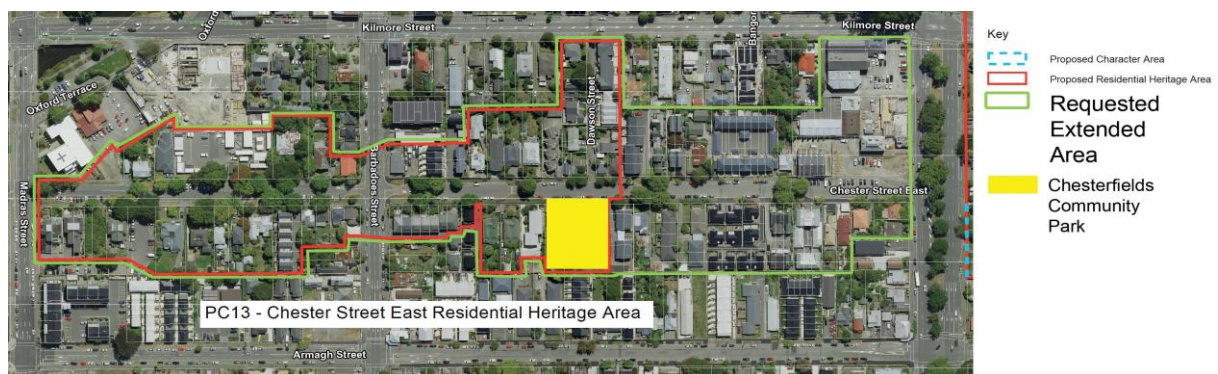 Kilmore Street
Kilmore Street
Oxford
Bangor
Oxford Terrace
Dawson Street
Madras Street
Barbadoes Street
Chester Street East
PC13 - Chester Street East Residential Heritage Area
Armagh Street
Key
Proposed Character Area
Proposed Residential Heritage Area
Requested
Extended
Area
Chesterfields
Community
Park